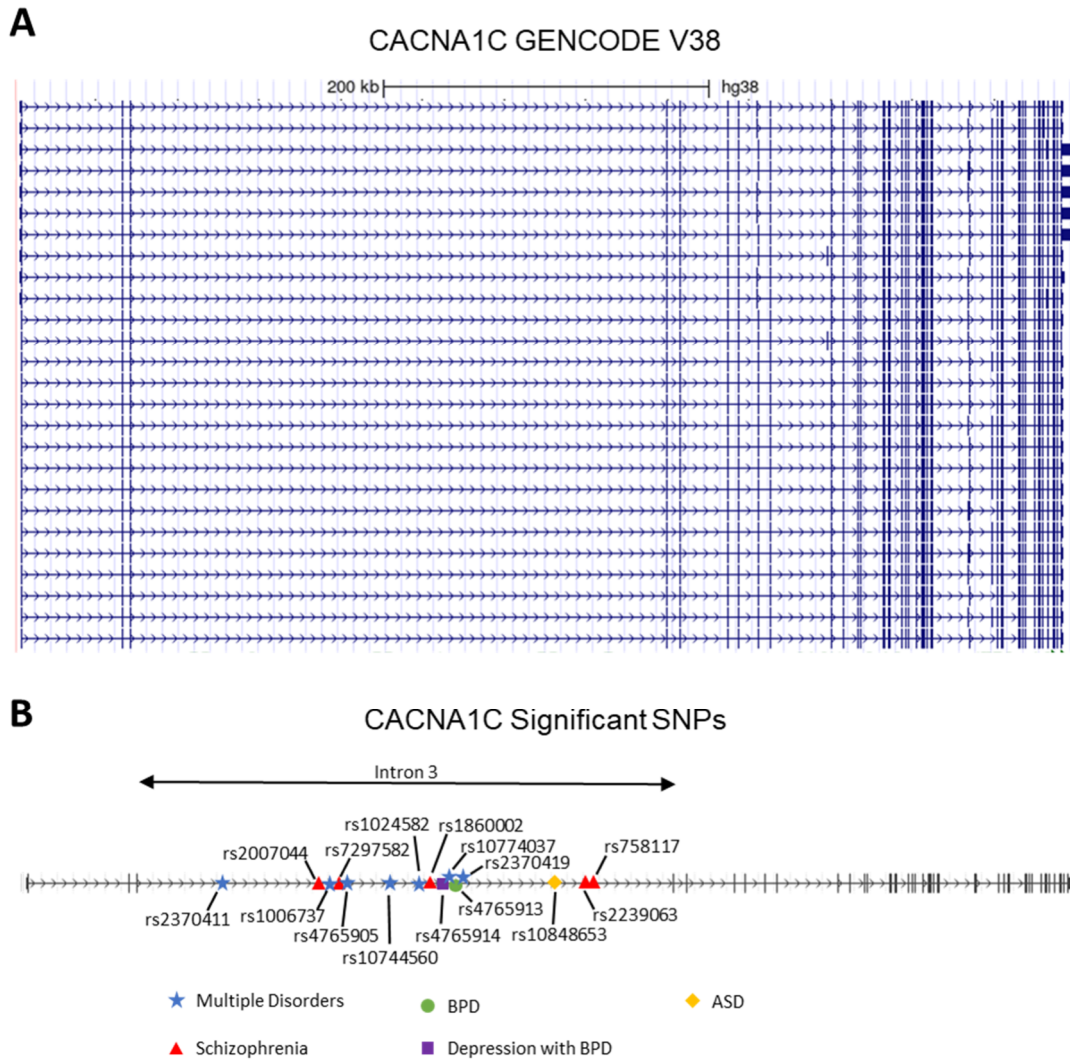 A
CACNA1C GENCODE V38
200 kb hg38
B
CACNA1C Significant SNPs
Intron 3
rs1024582 rs1860002
rs2007044 rs7297582 rs10774037 rs758117
rs2370419
rs2370411 rs1006737 rs4765913 rs2239063
rs4765905 rs4765914 rs10848653
rs10744560
Multiple Disorders BPD ASD
Schizophrenia Depression with BPD